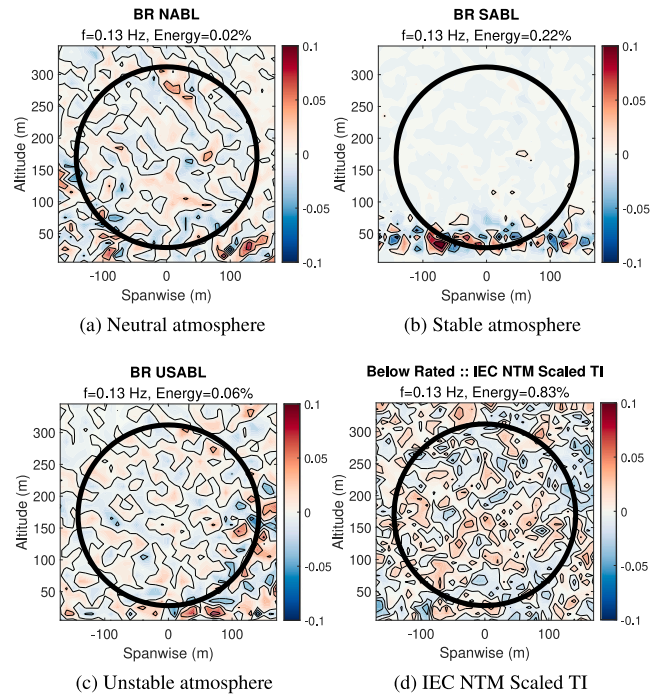 BR NABL
f=0.13 Hz, Energy=0.02%
Altitude (m)
300
250
200
150
100
50
-100 0 100
Spanwise (m)
0.1
0.05
0
-0.05
-0.1
(a) Neutral atmosphere
BR SABL
f=0.13 Hz, Energy=0.22%
Altitude (m)
300
250
200
150
100
50
-100 0 100
Spanwise (m)
0.1
0.05
0
-0.05
-0.1
(b) Stable atmosphere
BR USABL
f=0.13 Hz, Energy=0.06%
Altitude (m)
300
250
200
150
100
50
-100 0 100
Spanwise (m)
0.1
0.05
0
-0.05
-0.1
(c) Unstable atmosphere
Below Rated :: IEC NTM Scaled TI
f=0.13 Hz, Energy=0.83%
Altitude (m)
300
250
200
150
100
50
-100 0 100
Spanwise (m)
0.1
0.05
0
-0.05
-0.1
(d) IEC NTM Scaled TI